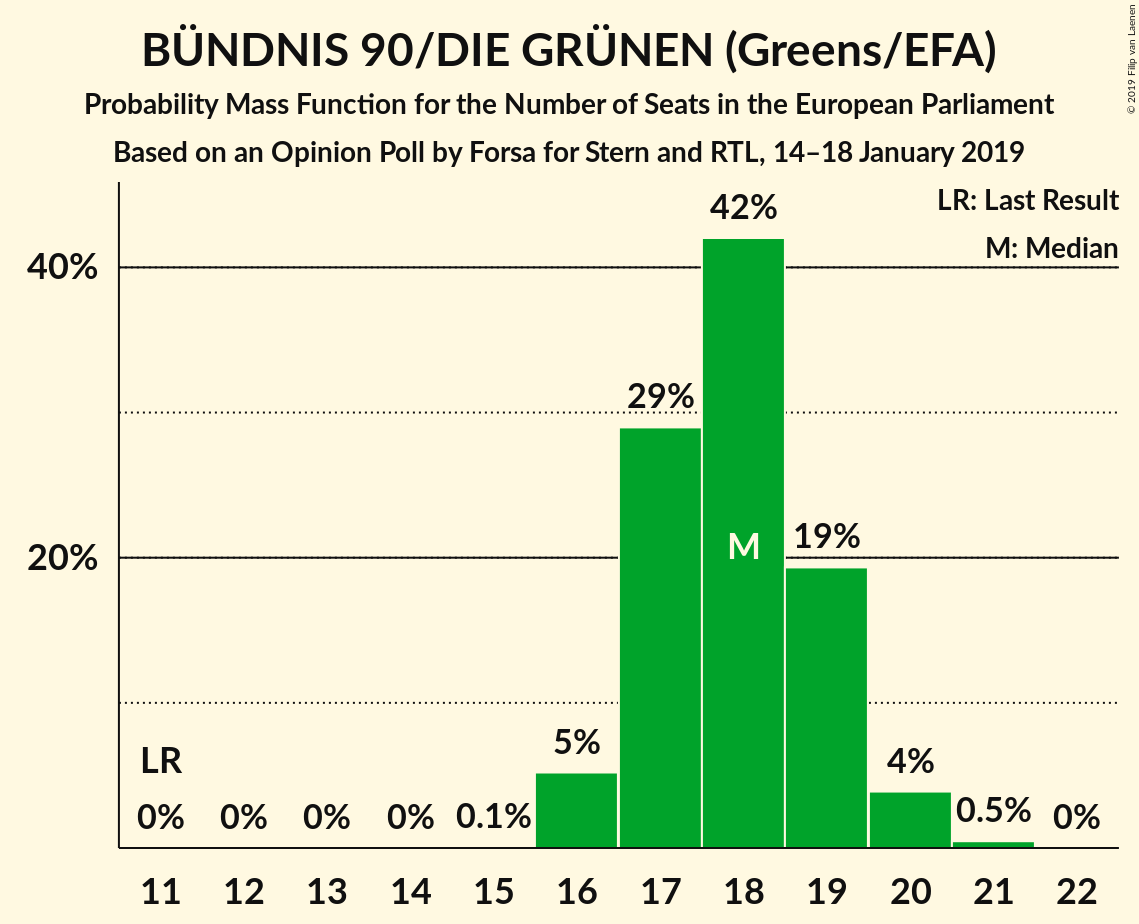 BÜNDNIS 90/DIE GRÜNEN (Greens/EFA)
Probability Mass Function for the Number of Seats in the European Parliament
Based on an Opinion Poll by Forsa for Stern and RTL, 14–18 January 2019
© 2019 Filip van Laenen
LR: Last Result
M: Median
42%
40%
29%
20%
M
19%
LR
5%
4%
0% 0% 0% 0% 0.1% 0.5% 0%
11 12 13 14 15 16 17 18 19 20 21 22